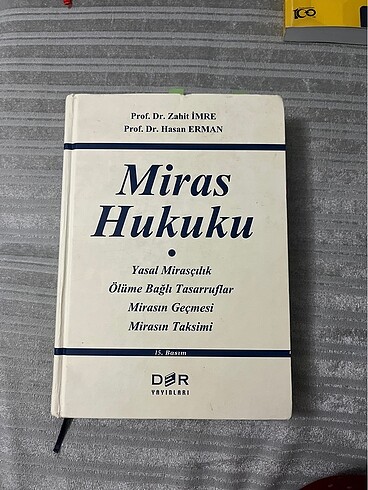 Prof. Dr. Zahit İMRE
Prof. Dr. Hasan ERMAN
Miras
Hukuku
•
Yasal Mirasçılık
Ölüme Bağlı Tasarruflar
Mirasın Geçmesi
Mirasın Taksimi
15. Basım
DER
YAYINLARI